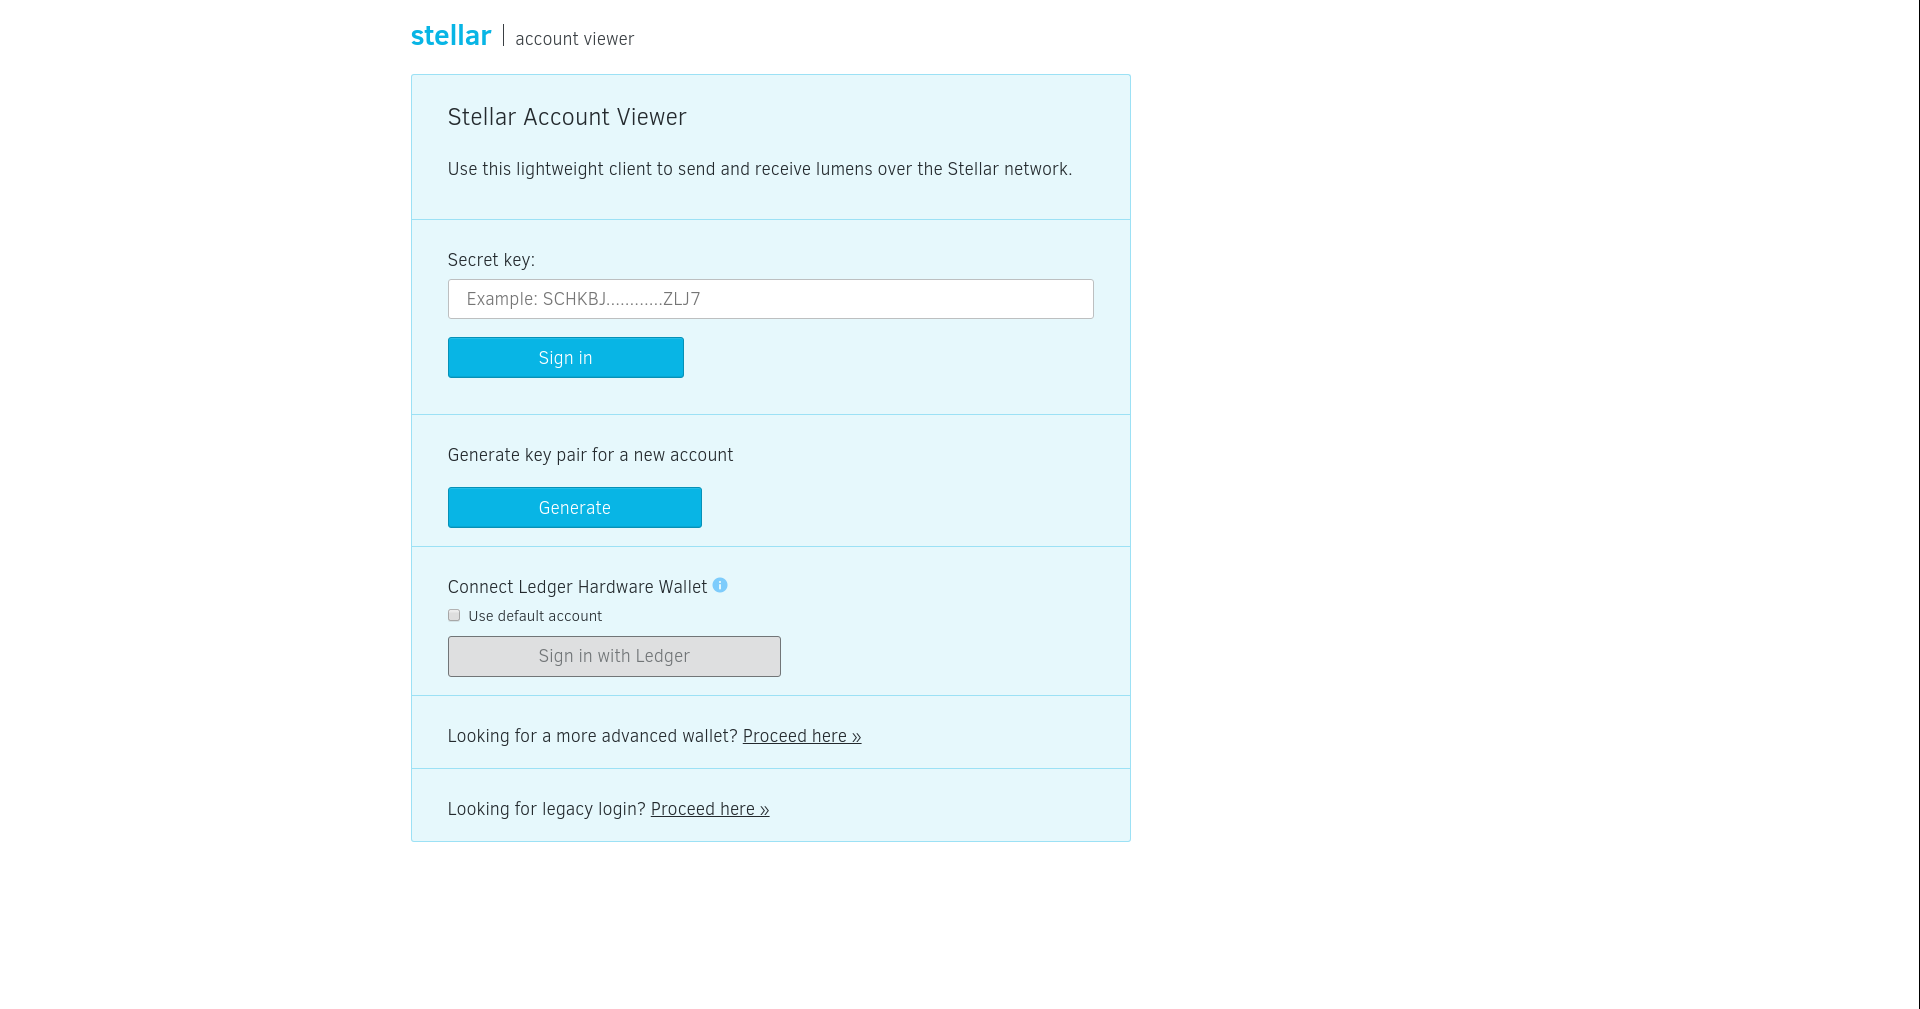 stellar | account viewer
Stellar Account Viewer
Use this lightweight client to send and receive lumens over the Stellar network.
Secret key:
Example: SCHKBJ............ZLJ7
Sign in
Generate key pair for a new account
Generate
Connect Ledger Hardware Wallet
Use default account
Sign in with Ledger
Looking for a more advanced wallet? Proceed here »
Looking for legacy login? Proceed here »